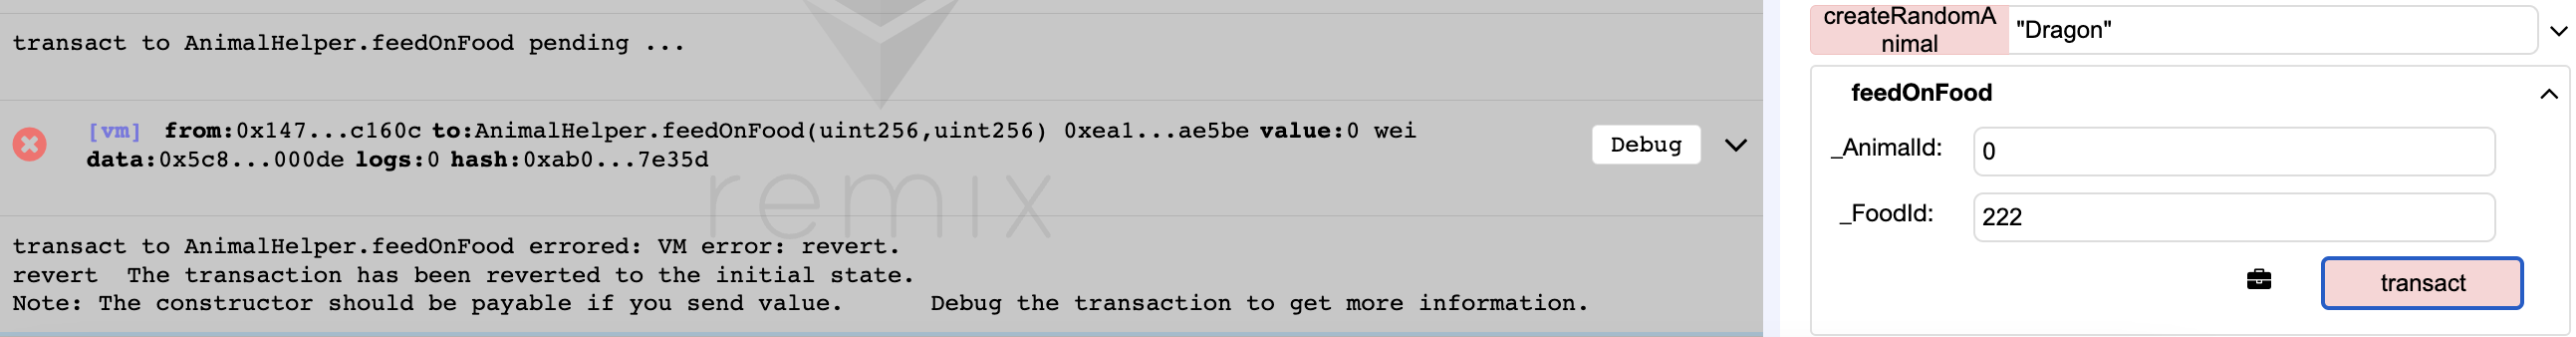 transact to AnimalHelper.feedOnFood pending ...
[vm] from:0x147...c160c to:AnimalHelper.feedOnFood(uint256,uint256) 0xea1...ae5be value:0 wei
data:0x5c8...000de logs:0 hash:0xab0...7e35d
Debug
remix
transact to AnimalHelper.feedOnFood errored: VM error: revert.
revert  The transaction has been reverted to the initial state.
Note: The constructor should be payable if you send value.      Debug the transaction to get more information.
createRandomA
nimal
"Dragon"
feedOnFood
_AnimalId: 0
_FoodId: 222
transact